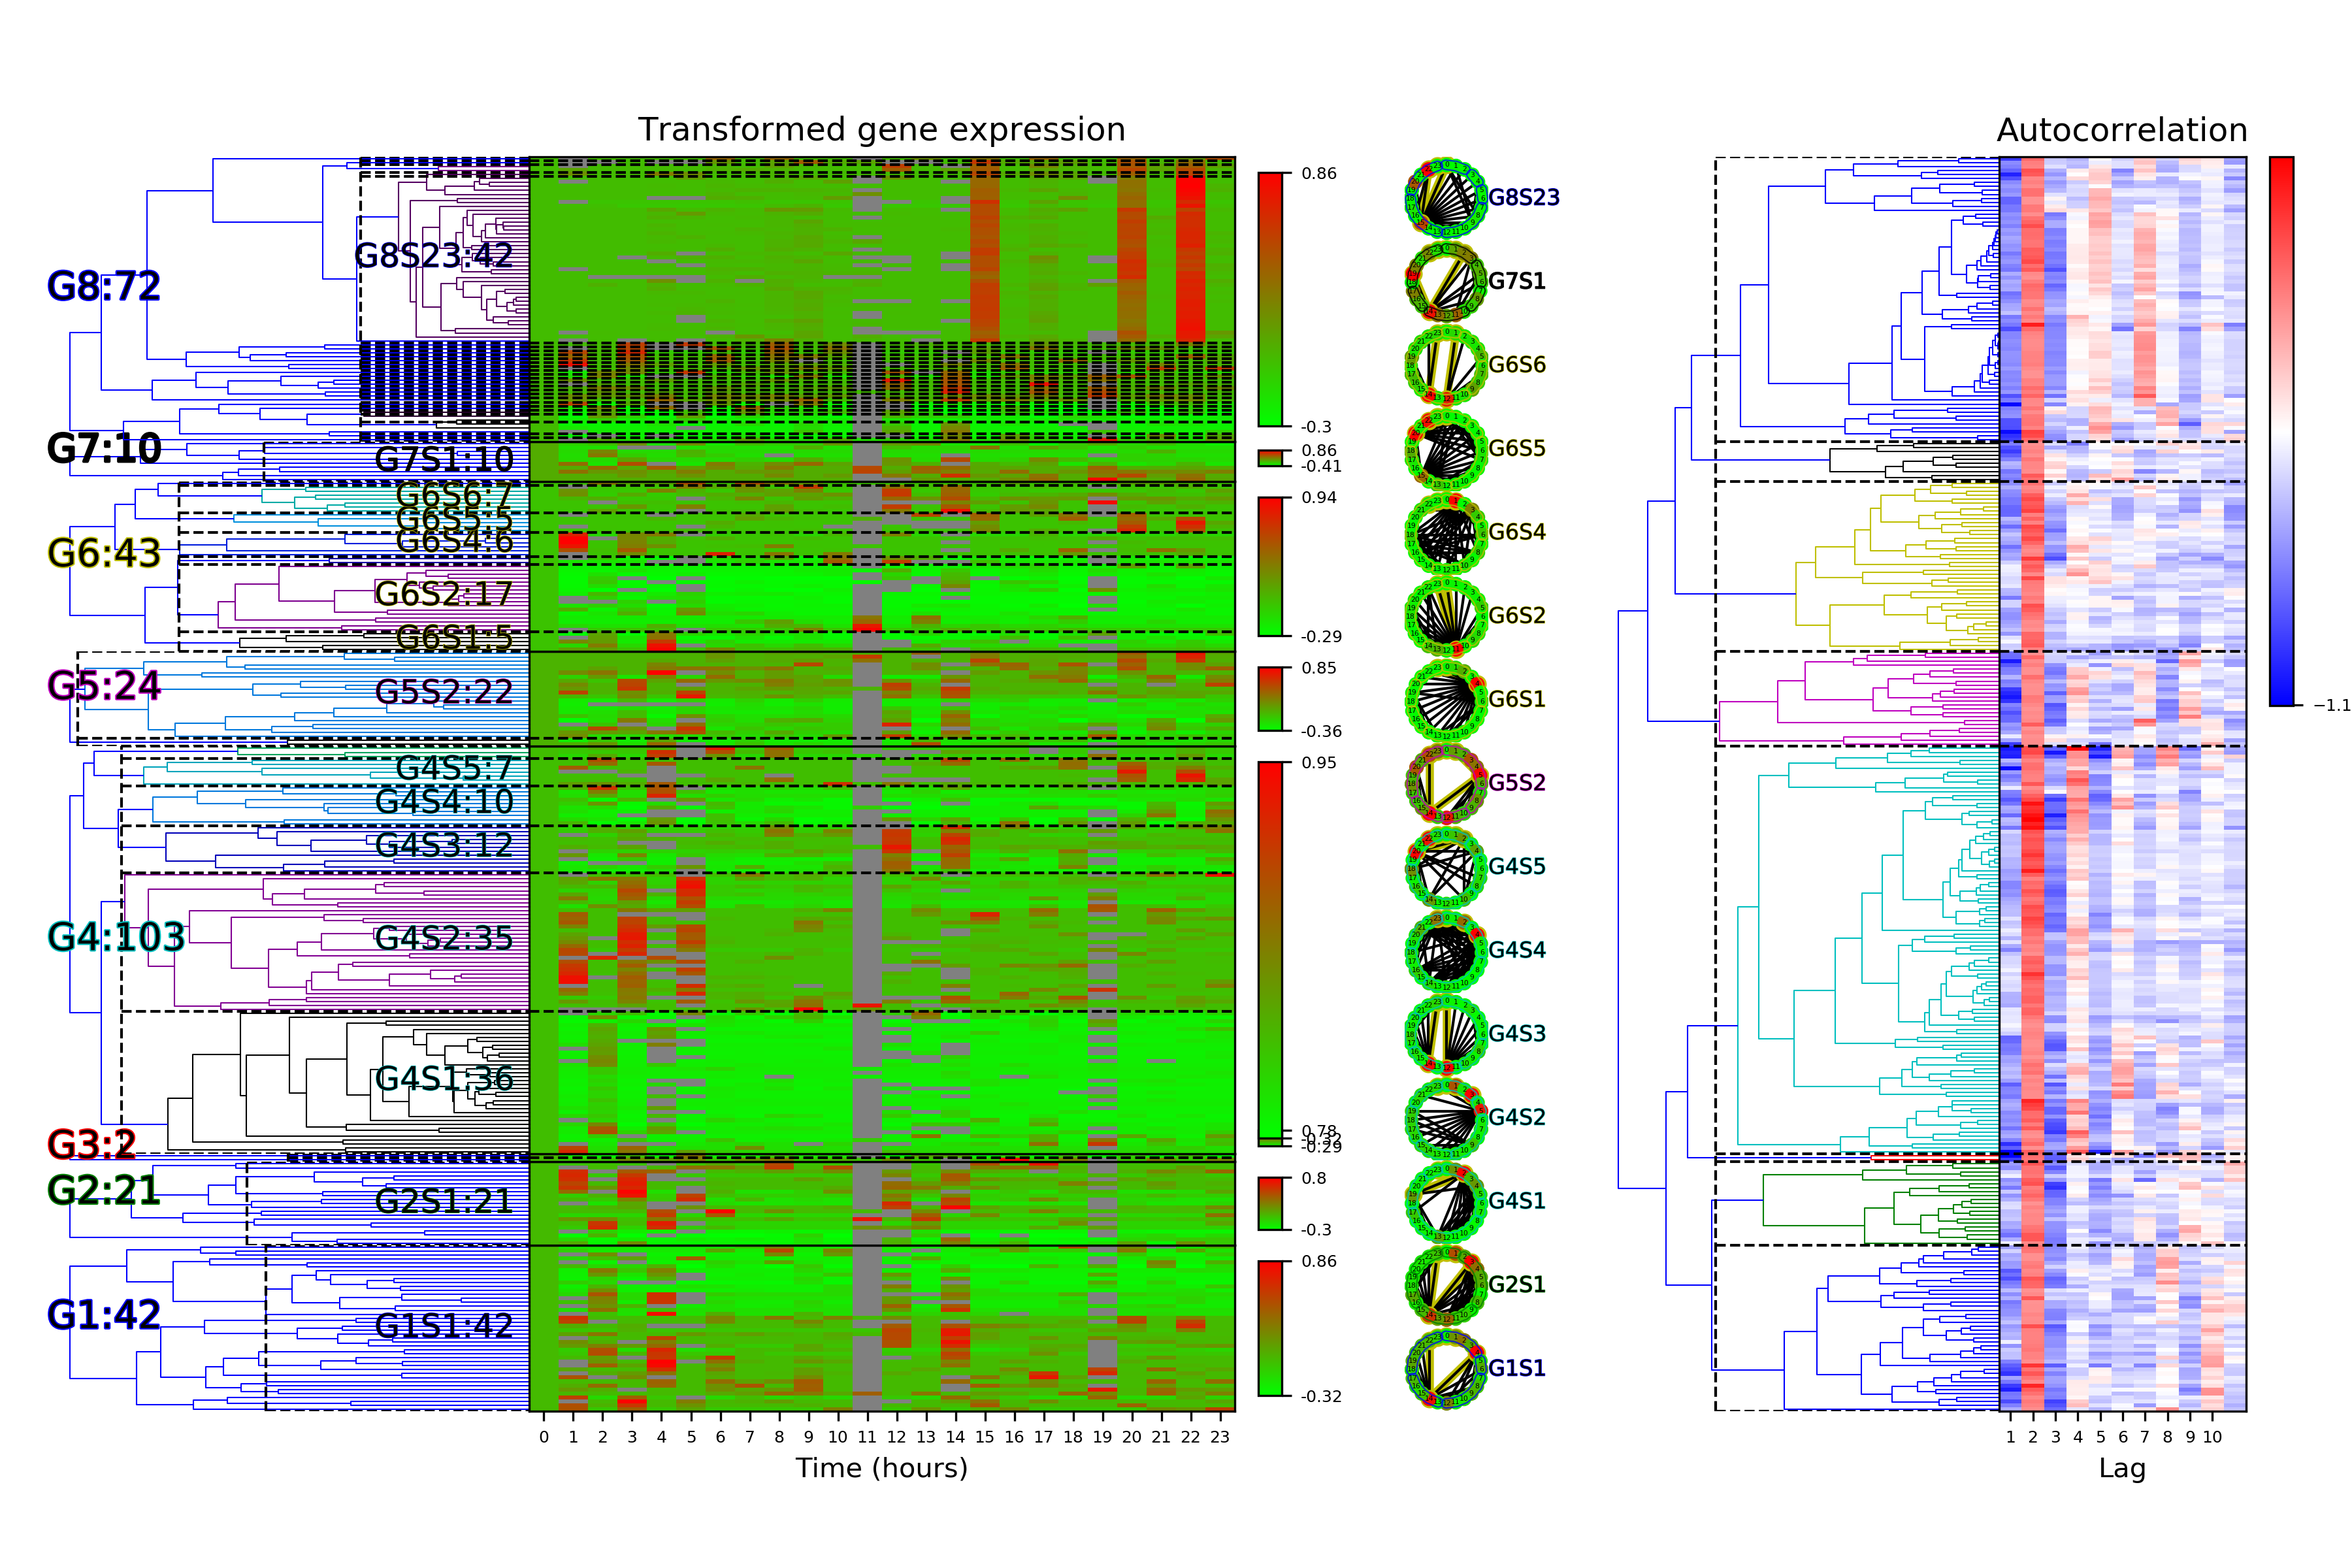 Transformed gene expression
Autocorrelation
G8:72
G7:10
G6:43
G5:24
G4:103
G3:2
G2:21
G1:42
G8S23:42
G7S1:10
G6S6:7
G6S5:5
G6S4:6
G6S2:17
G6S1:5
G5S2:22
G4S5:7
G4S4:10
G4S3:12
G4S2:35
G4S1:36
G2S1:21
G1S1:42
0.86
-0.3
0.86
-0.41
0.94
-0.29
0.85
-0.36
0.95
0.78
-0.32
-0.29
0.8
-0.3
0.86
-0.32
G8S23
G7S1
G6S6
G6S5
G6S4
G6S2
G6S1
G5S2
G4S5
G4S4
G4S3
G4S2
G4S1
G2S1
G1S1
−1.1
0 1 2 3 4 5 6 7 8 9 10 11 12 13 14 15 16 17 18 19 20 21 22 23
Time (hours)
1 2 3 4 5 6 7 8 9 10
Lag